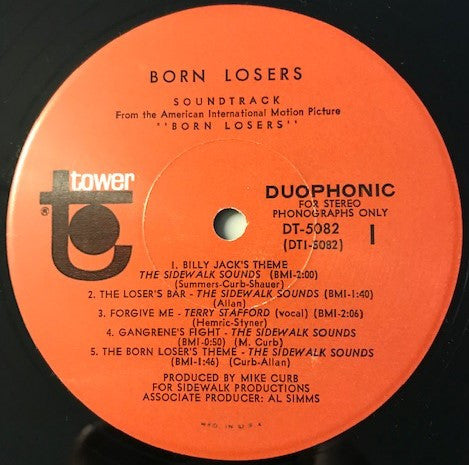 BORN LOSERS
SOUNDTRACK
From the American International Motion Picture
''BORN LOSERS''
tower
®
DUOPHONIC
FOR STEREO
PHONOGRAPHS ONLY
DT-5082
(DT1-5082)
1
1. BILLY JACK'S THEME
THE SIDEWALK SOUNDS (BMI-2:00)
(Summers-Curb-Shauer)
2. THE LOSER'S BAR - THE SIDEWALK SOUNDS (BMI-1:40)
(Allan)
3. FORGIVE ME - TERRY STAFFORD (vocal) (BMI-2:06)
(Hemric-Styner)
4. GANGRENE'S FIGHT - THE SIDEWALK SOUNDS
(BMI-0:50) (M. Curb)
5. THE BORN LOSER'S THEME - THE SIDEWALK SOUNDS
(BMI-1:46) (Curb-Allan)
PRODUCED BY MIKE CURB
FOR SIDEWALK PRODUCTIONS
ASSOCIATE PRODUCER: AL SIMMS
MFD. IN U.S.A.